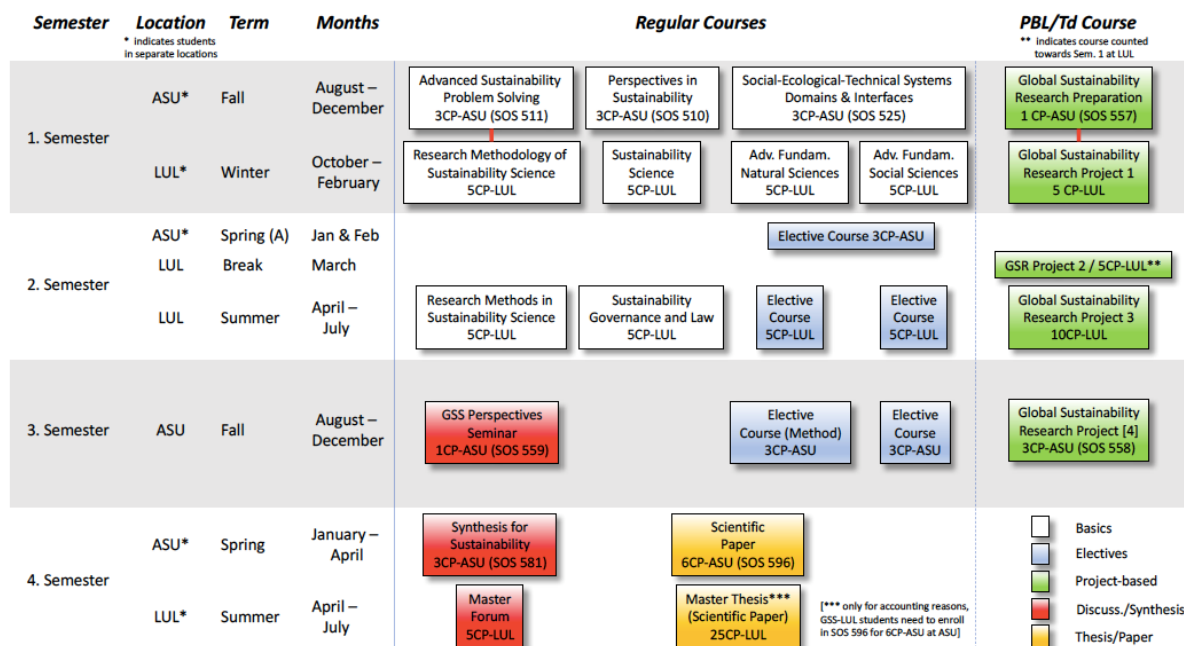 Semester Location Term Months Regular Courses PBL/Td Course
* indicates students
in separate locations
** indicates course counted
towards Sem. 1 at LUL
1. Semester
ASU* Fall
August –
December
Advanced Sustainability
Problem Solving
3CP-ASU (SOS 511)
Perspectives in
Sustainability
3CP-ASU (SOS 510)
Social-Ecological-Technical Systems
Domains & Interfaces
3CP-ASU (SOS 525)
Global Sustainability
Research Preparation
1 CP-ASU (SOS 557)
LUL* Winter
October –
February
Research Methodology of
Sustainability Science
5CP-LUL
Sustainability
Science
5CP-LUL
Adv. Fundam.
Natural Sciences
5CP-LUL
Adv. Fundam.
Social Sciences
5CP-LUL
Global Sustainability
Research Project 1
5 CP-LUL
2. Semester
ASU* Spring (A) Jan & Feb
Elective Course 3CP-ASU
LUL Break March
GSR Project 2 / 5CP-LUL**
LUL Summer
April –
July
Research Methods in
Sustainability Science
5CP-LUL
Sustainability
Governance and Law
5CP-LUL
Elective
Course
5CP-LUL
Elective
Course
5CP-LUL
Global Sustainability
Research Project 3
10CP-LUL
3. Semester
ASU Fall
August –
December
GSS Perspectives
Seminar
1CP-ASU (SOS 559)
Elective
Course (Method)
3CP-ASU
Elective
Course
3CP-ASU
Global Sustainability
Research Project [4]
3CP-ASU (SOS 558)
4. Semester
ASU* Spring
January –
April
Synthesis for
Sustainability
3CP-ASU (SOS 581)
Scientific
Paper
6CP-ASU (SOS 596)
LUL* Summer
April –
July
Master
Forum
5CP-LUL
Master Thesis***
(Scientific Paper)
25CP-LUL
[*** only for accounting reasons,
GSS-LUL students need to enroll
in SOS 596 for 6CP-ASU at ASU]
Basics
Electives
Project-based
Discuss./Synthesis
Thesis/Paper